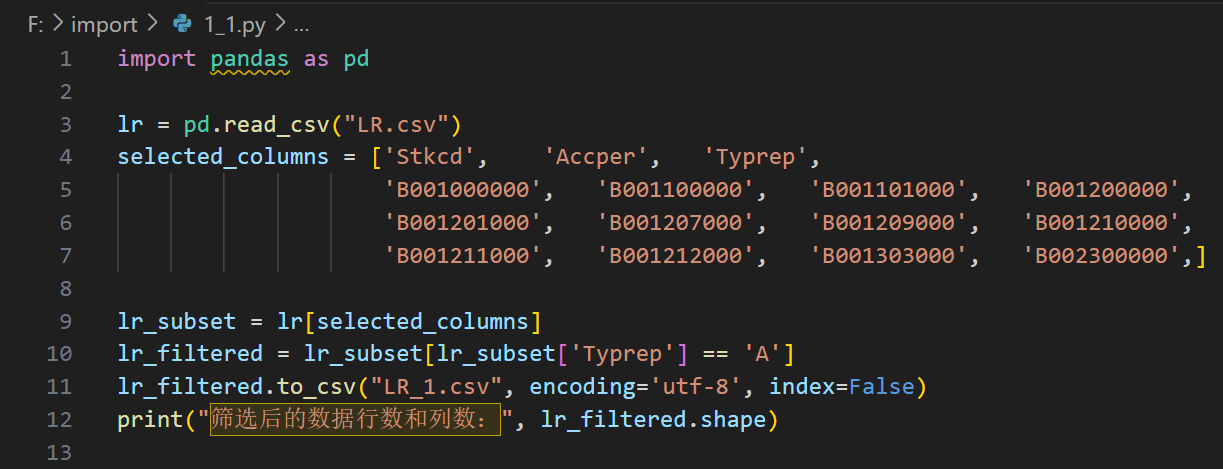 F: > import > 1_1.py > ...
1 import pandas as pd
2
3 lr = pd.read_csv("LR.csv")
4 selected_columns = ['Stkcd', 'Accper', 'Typrep',
5 'B001000000', 'B001100000', 'B001101000', 'B001200000',
6 'B001201000', 'B001207000', 'B001209000', 'B001210000',
7 'B001211000', 'B001212000', 'B001303000', 'B002300000',]
8
9 lr_subset = lr[selected_columns]
10 lr_filtered = lr_subset[lr_subset['Typrep'] == 'A']
11 lr_filtered.to_csv("LR_1.csv", encoding='utf-8', index=False)
12 print("筛选后的数据行数和列数：", lr_filtered.shape)
13